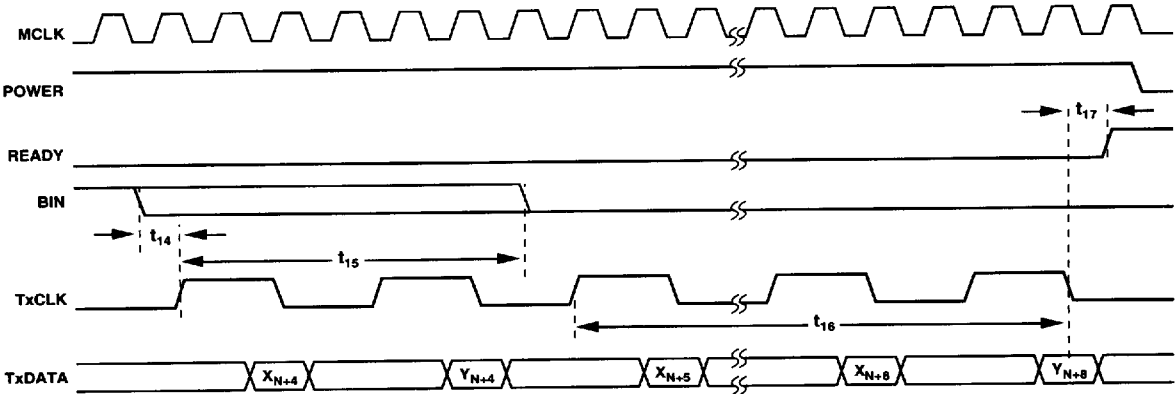 MCLK
POWER
t17
READY
BIN
t14
t15
TxCLK
t16
TxDATA
XN+4
YN+4
XN+5
XN+8
YN+8